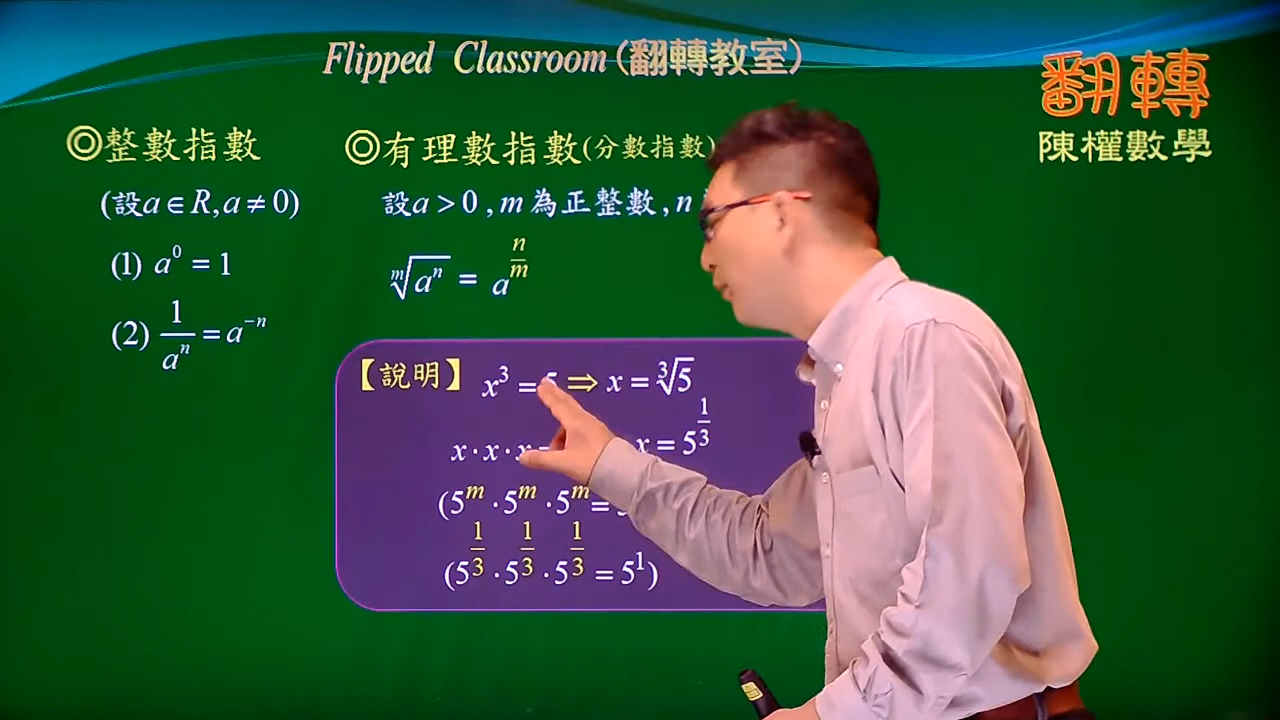 Flipped Classroom(翻轉教室)
翻轉
陳權數學
◎整數指數
(設a∈R,a≠0)
(1) a⁰ = 1
(2) 1/aⁿ = a⁻ⁿ
◎有理數指數(分數指數)
設a > 0 , m 為正整數, n
ᵐ√aⁿ = a^(n/m)
【說明】 x³ = 5 ⇒ x = ³√5
x · x · x = x = 5^(1/3)
(5ᵐ · 5ᵐ · 5ᵐ =
(5^(1/3) · 5^(1/3) · 5^(1/3) = 5¹)